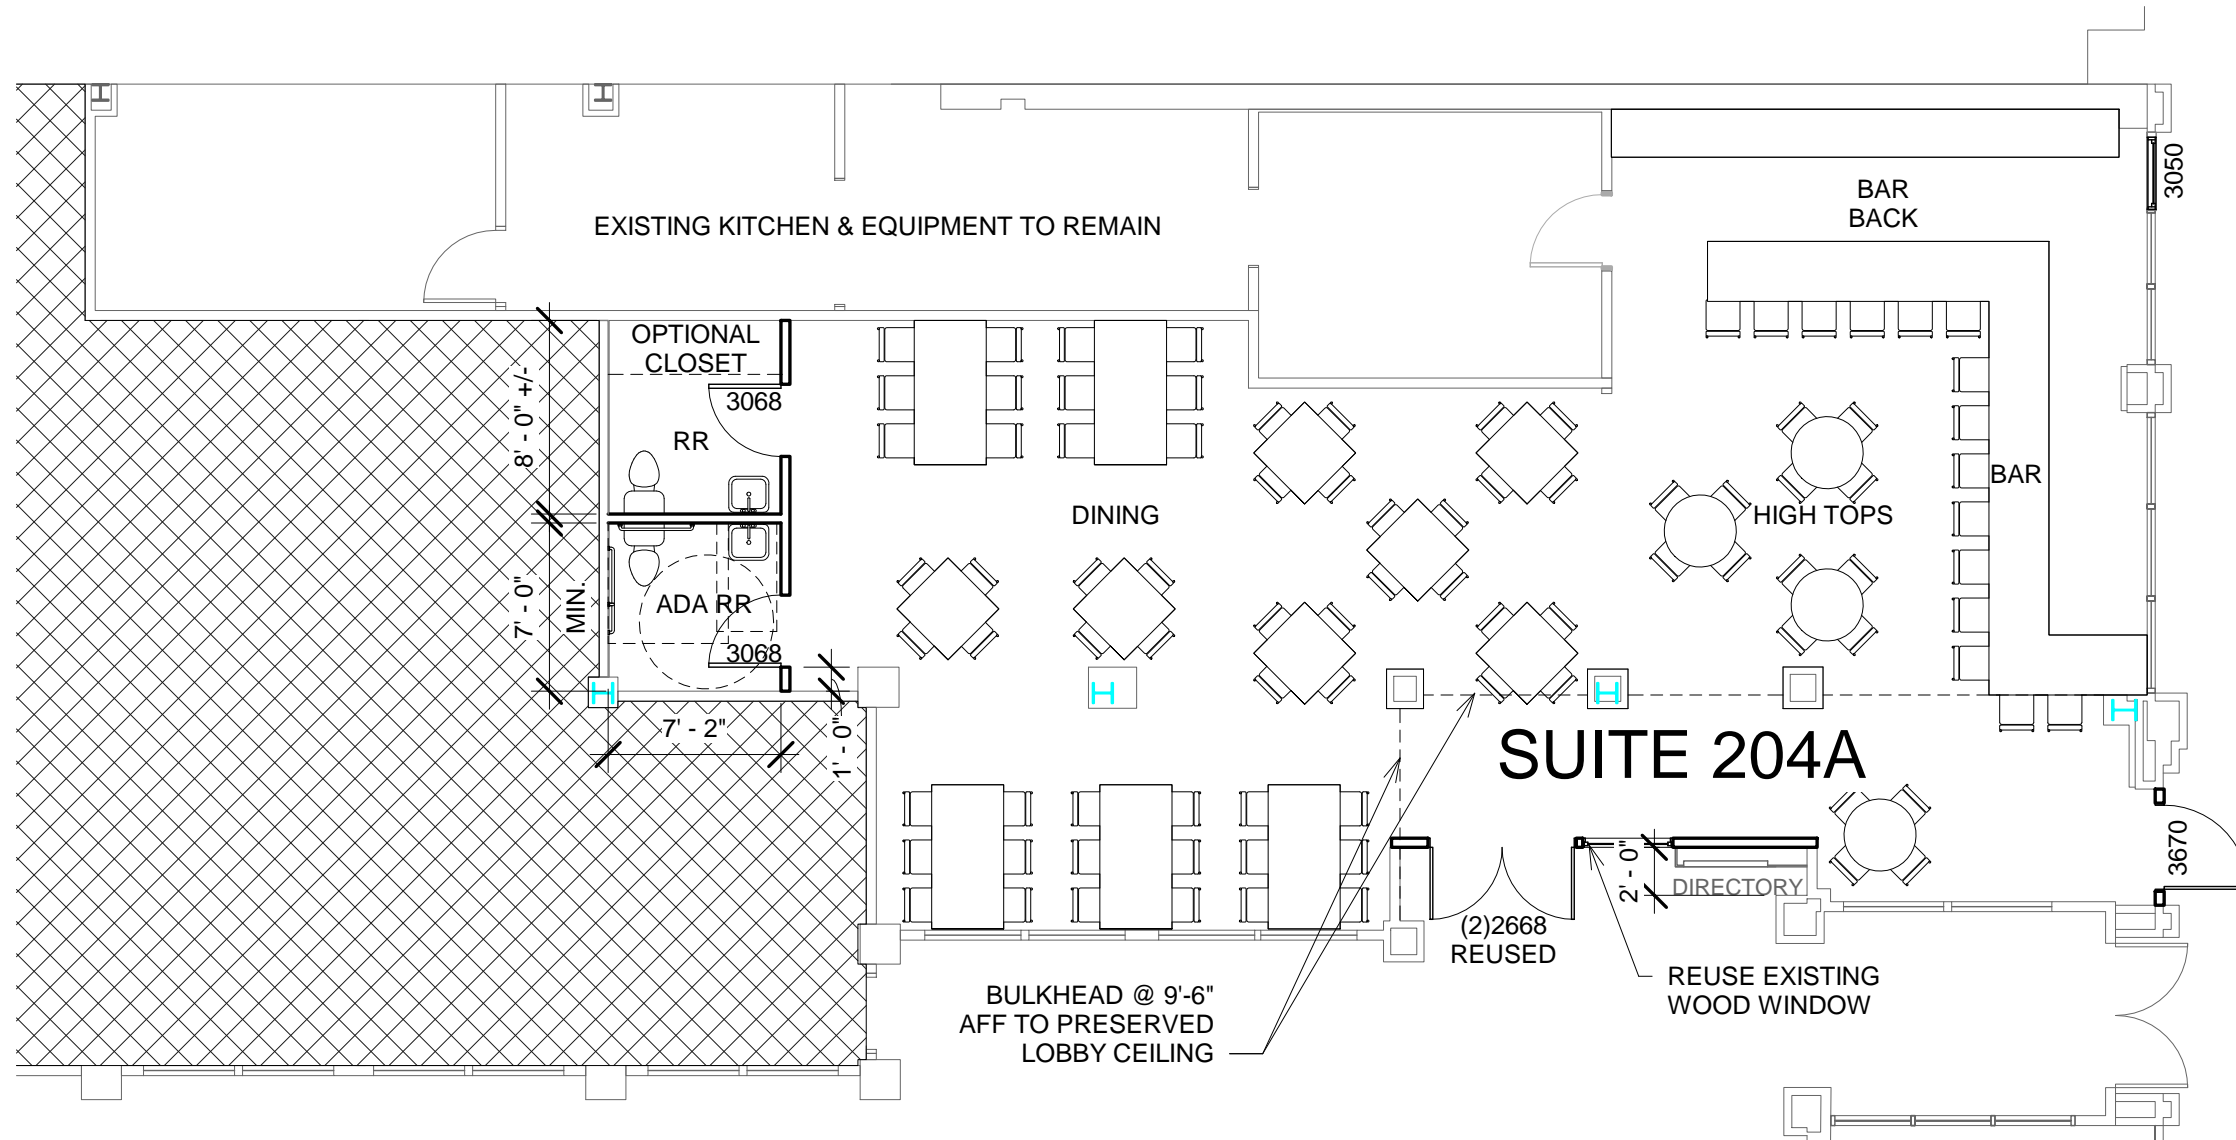 3050
BAR
BACK
EXISTING KITCHEN & EQUIPMENT TO REMAIN
OPTIONAL
CLOSET
8' - 0" +/-
3068
RR
BAR
DINING
HIGH TOPS
7' - 0"
MIN.
ADA RR
3068
7' - 2"
1' - 0"
SUITE 204A
3670
2' - 0"
DIRECTORY
(2)2668
REUSED
REUSE EXISTING
WOOD WINDOW
BULKHEAD @ 9'-6"
AFF TO PRESERVED
LOBBY CEILING